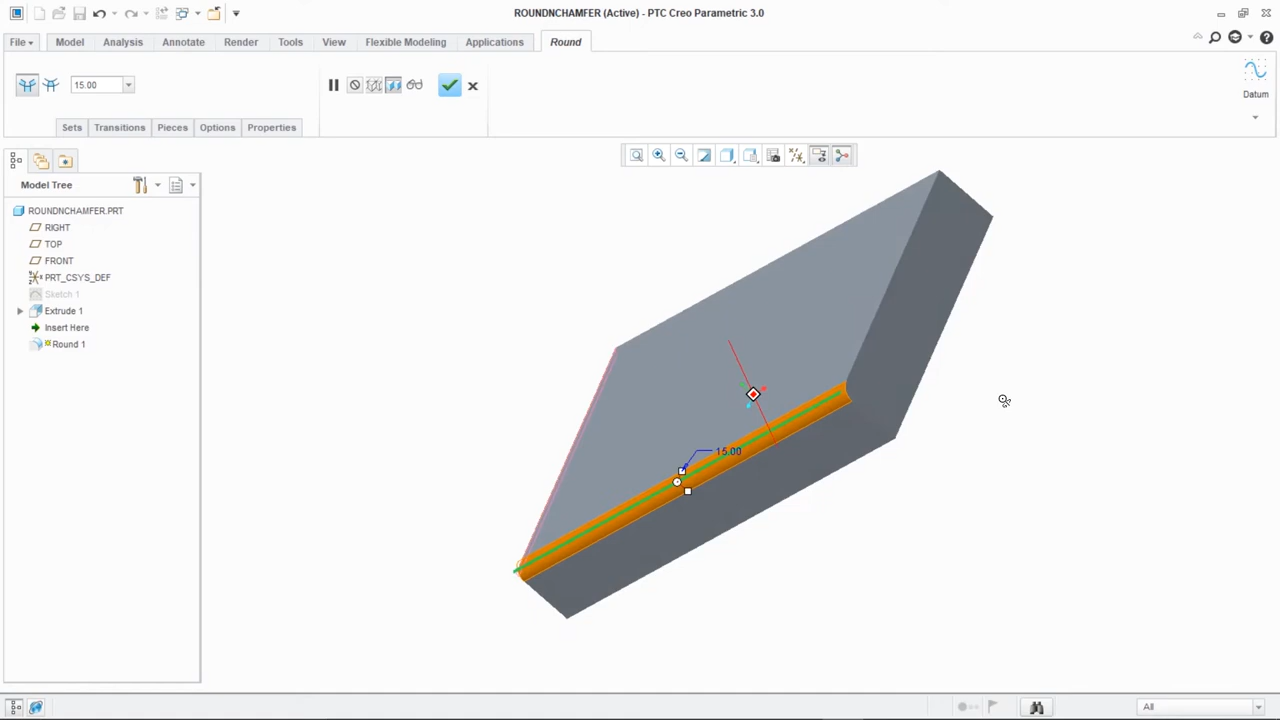 ROUNDNCHAMFER (Active) - PTC Creo Parametric 3.0
File Model Analysis Annotate Render Tools View Flexible Modeling Applications Round
15.00
Datum
Sets Transitions Pieces Options Properties
Model Tree
ROUNDNCHAMFER.PRT
RIGHT
TOP
FRONT
PRT_CSYS_DEF
Sketch 1
Extrude 1
Insert Here
Round 1
15.00
All